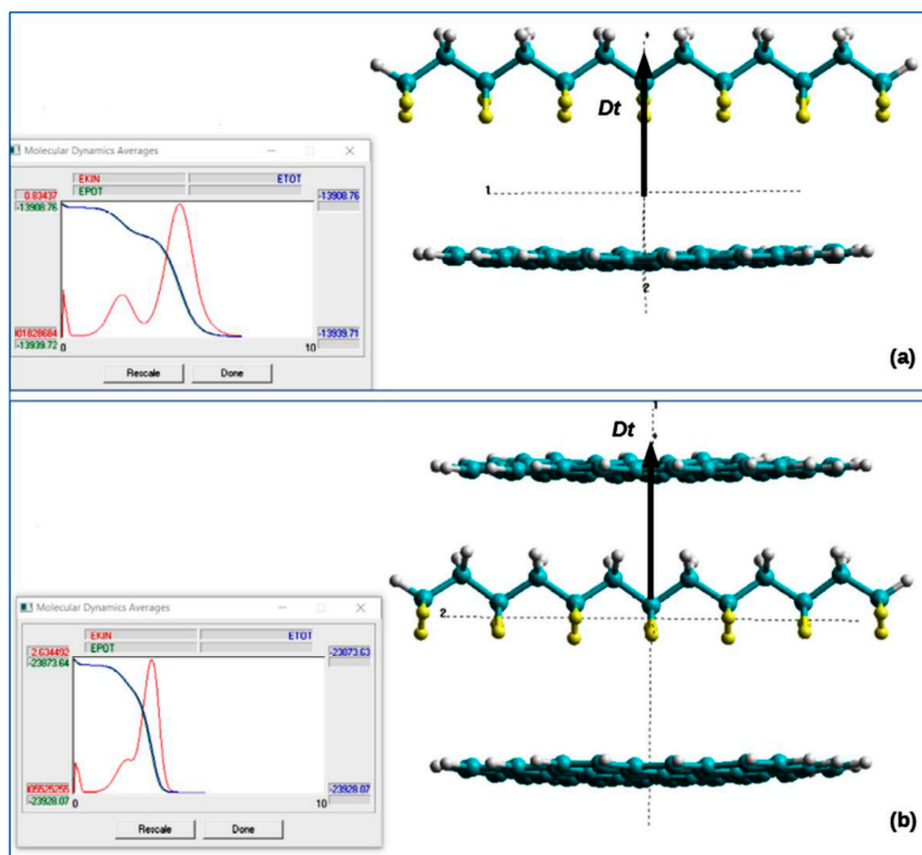 Dt
1
2
Molecular Dynamics Averages
EKIN ETOT
EPOT
0.83437 -13908.76
-13908.76
01828684 -13939.71
-13939.72
0 10
Rescale Done
(a)
1
Dt
2
Molecular Dynamics Averages
EKIN ETOT
EPOT
2.634492 -23873.63
-23873.64
05525255 -23928.07
-23928.07
0 10
Rescale Done
(b)